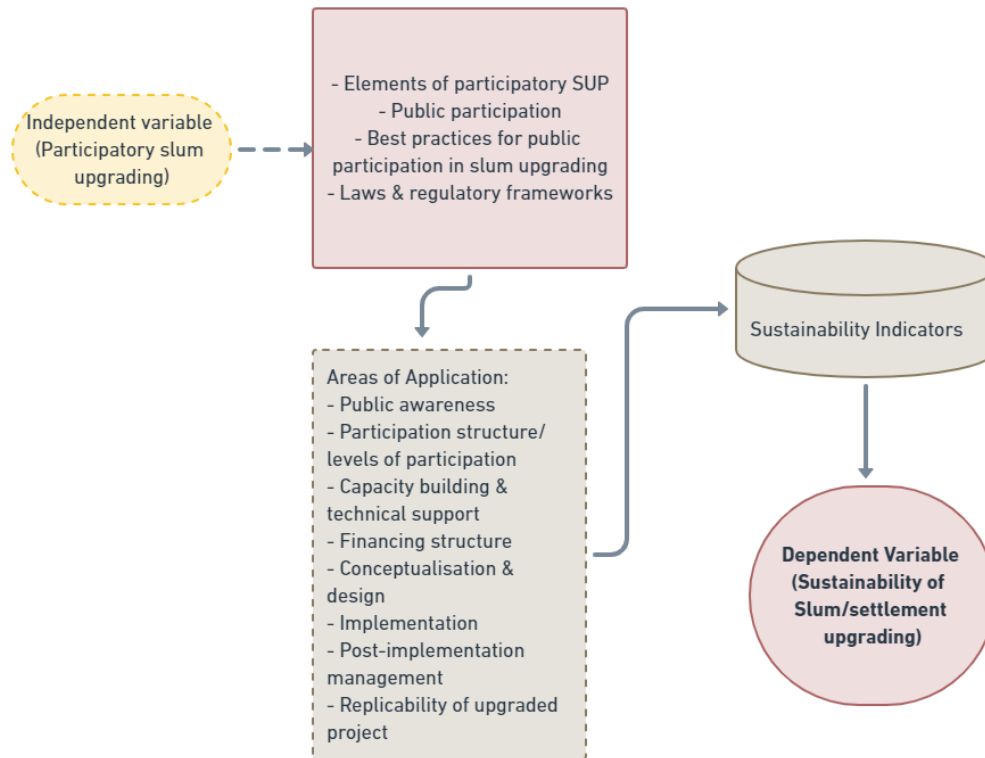 Independent variable
(Participatory slum
upgrading)
- Elements of participatory SUP
- Public participation
- Best practices for public
participation in slum upgrading
- Laws & regulatory frameworks
Areas of Application:
- Public awareness
- Participation structure/
levels of participation
- Capacity building &
technical support
- Financing structure
- Conceptualisation &
design
- Implementation
- Post-implementation
management
- Replicability of upgraded
project
Sustainability Indicators
Dependent Variable
(Sustainability of
Slum/settlement
upgrading)